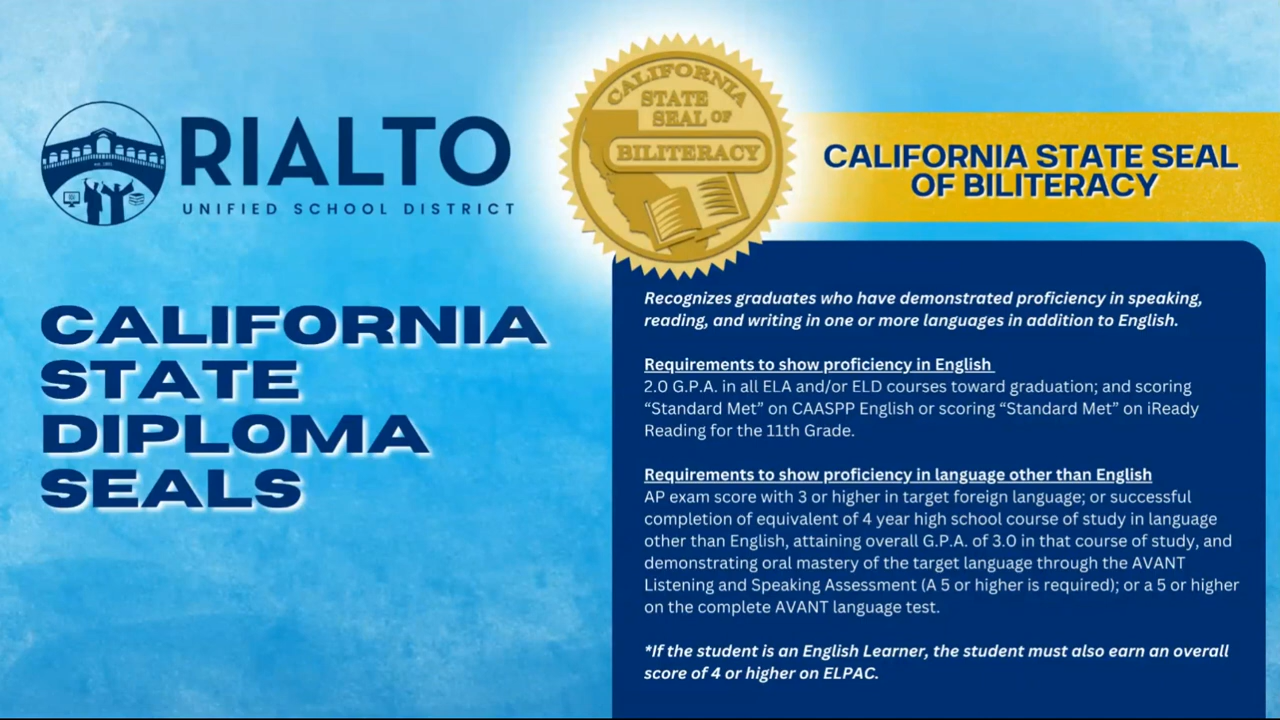 RIALTO
UNIFIED SCHOOL DISTRICT
CALIFORNIA
STATE
DIPLOMA
SEALS
CALIFORNIA
STATE
SEAL OF
BILITERACY
CALIFORNIA STATE SEAL
OF BILITERACY
Recognizes graduates who have demonstrated proficiency in speaking,
reading, and writing in one or more languages in addition to English.
Requirements to show proficiency in English
2.0 G.P.A. in all ELA and/or ELD courses toward graduation; and scoring
“Standard Met” on CAASPP English or scoring “Standard Met” on iReady
Reading for the 11th Grade.
Requirements to show proficiency in language other than English
AP exam score with 3 or higher in target foreign language; or successful
completion of equivalent of 4 year high school course of study in language
other than English, attaining overall G.P.A. of 3.0 in that course of study, and
demonstrating oral mastery of the target language through the AVANT
Listening and Speaking Assessment (A 5 or higher is required); or a 5 or higher
on the complete AVANT language test.
*If the student is an English Learner, the student must also earn an overall
score of 4 or higher on ELPAC.